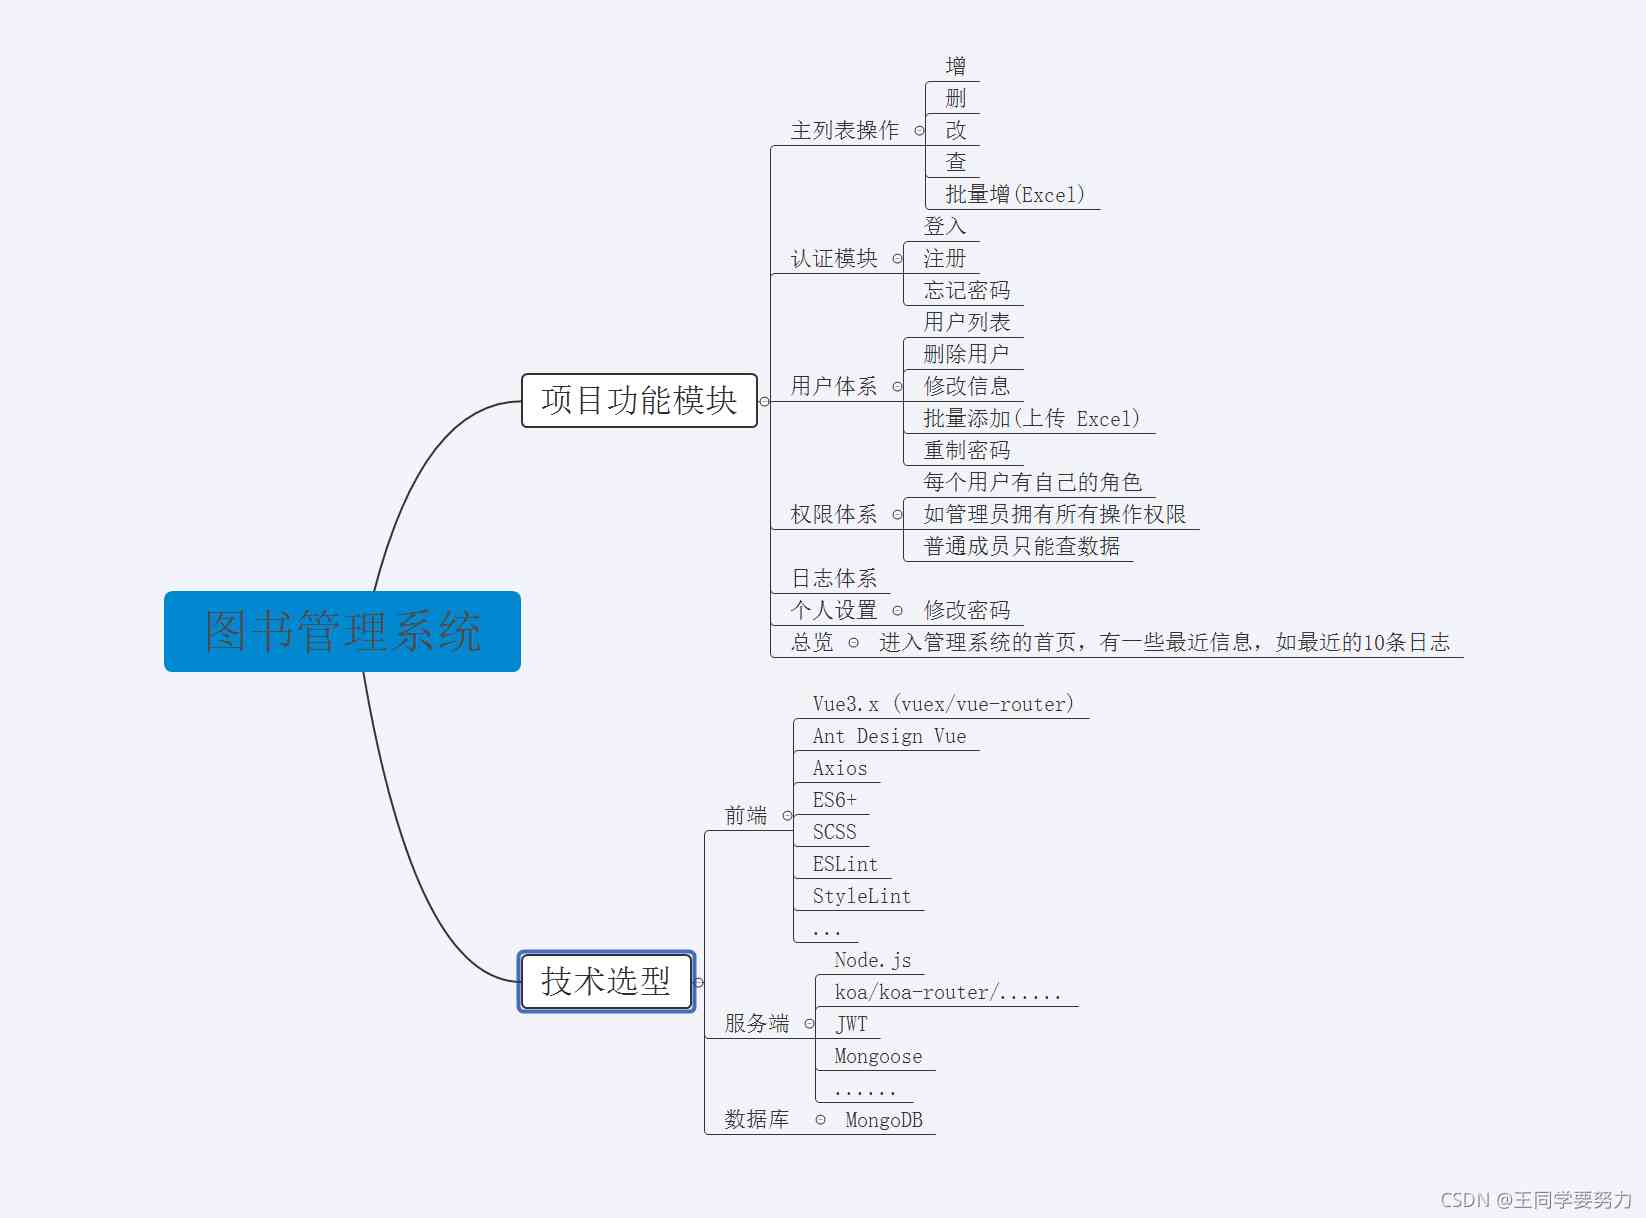 图书管理系统
项目功能模块
主列表操作
增
删
改
查
批量增(Excel)
认证模块
登入
注册
忘记密码
用户体系
用户列表
删除用户
修改信息
批量添加(上传 Excel)
重制密码
权限体系
每个用户有自己的角色
如管理员拥有所有操作权限
普通成员只能查数据
日志体系
个人设置
修改密码
总览
进入管理系统的首页，有一些最近信息，如最近的10条日志
技术选型
前端
Vue3.x (vuex/vue-router)
Ant Design Vue
Axios
ES6+
SCSS
ESLint
StyleLint
...
服务端
Node.js
koa/koa-router/......
JWT
Mongoose
......
数据库
MongoDB
CSDN @王同学要努力